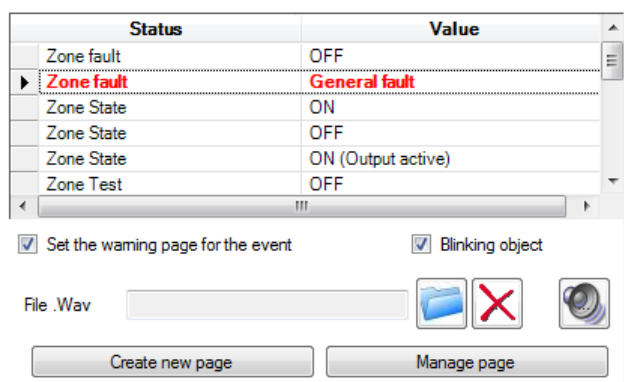 Status Value
Zone fault OFF
Zone fault General fault
Zone State ON
Zone State OFF
Zone State ON (Output active)
Zone Test OFF
Set the warning page for the event Blinking object
File .Wav
Create new page Manage page